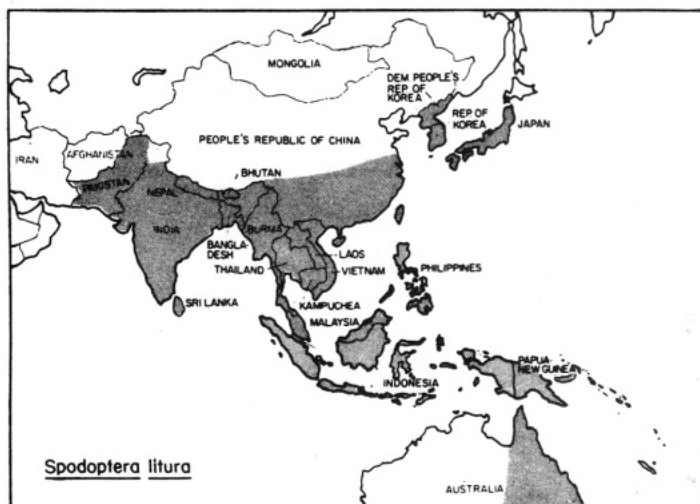 MONGOLIA
DEM PEOPLE'S
REP OF
KOREA
REP OF
KOREA
JAPAN
PEOPLE'S REPUBLIC OF CHINA
IRAN
AFGHANISTAN
PAKISTAN
NEPAL
BHUTAN
INDIA
BURMA
BANGLA-
DESH
LAOS
THAILAND
VIETNAM
PHILIPPINES
SRI LANKA
KAMPUCHEA
MALAYSIA
PAPUA
NEW GUINEA
INDONESIA
Spodoptera litura
AUSTRALIA